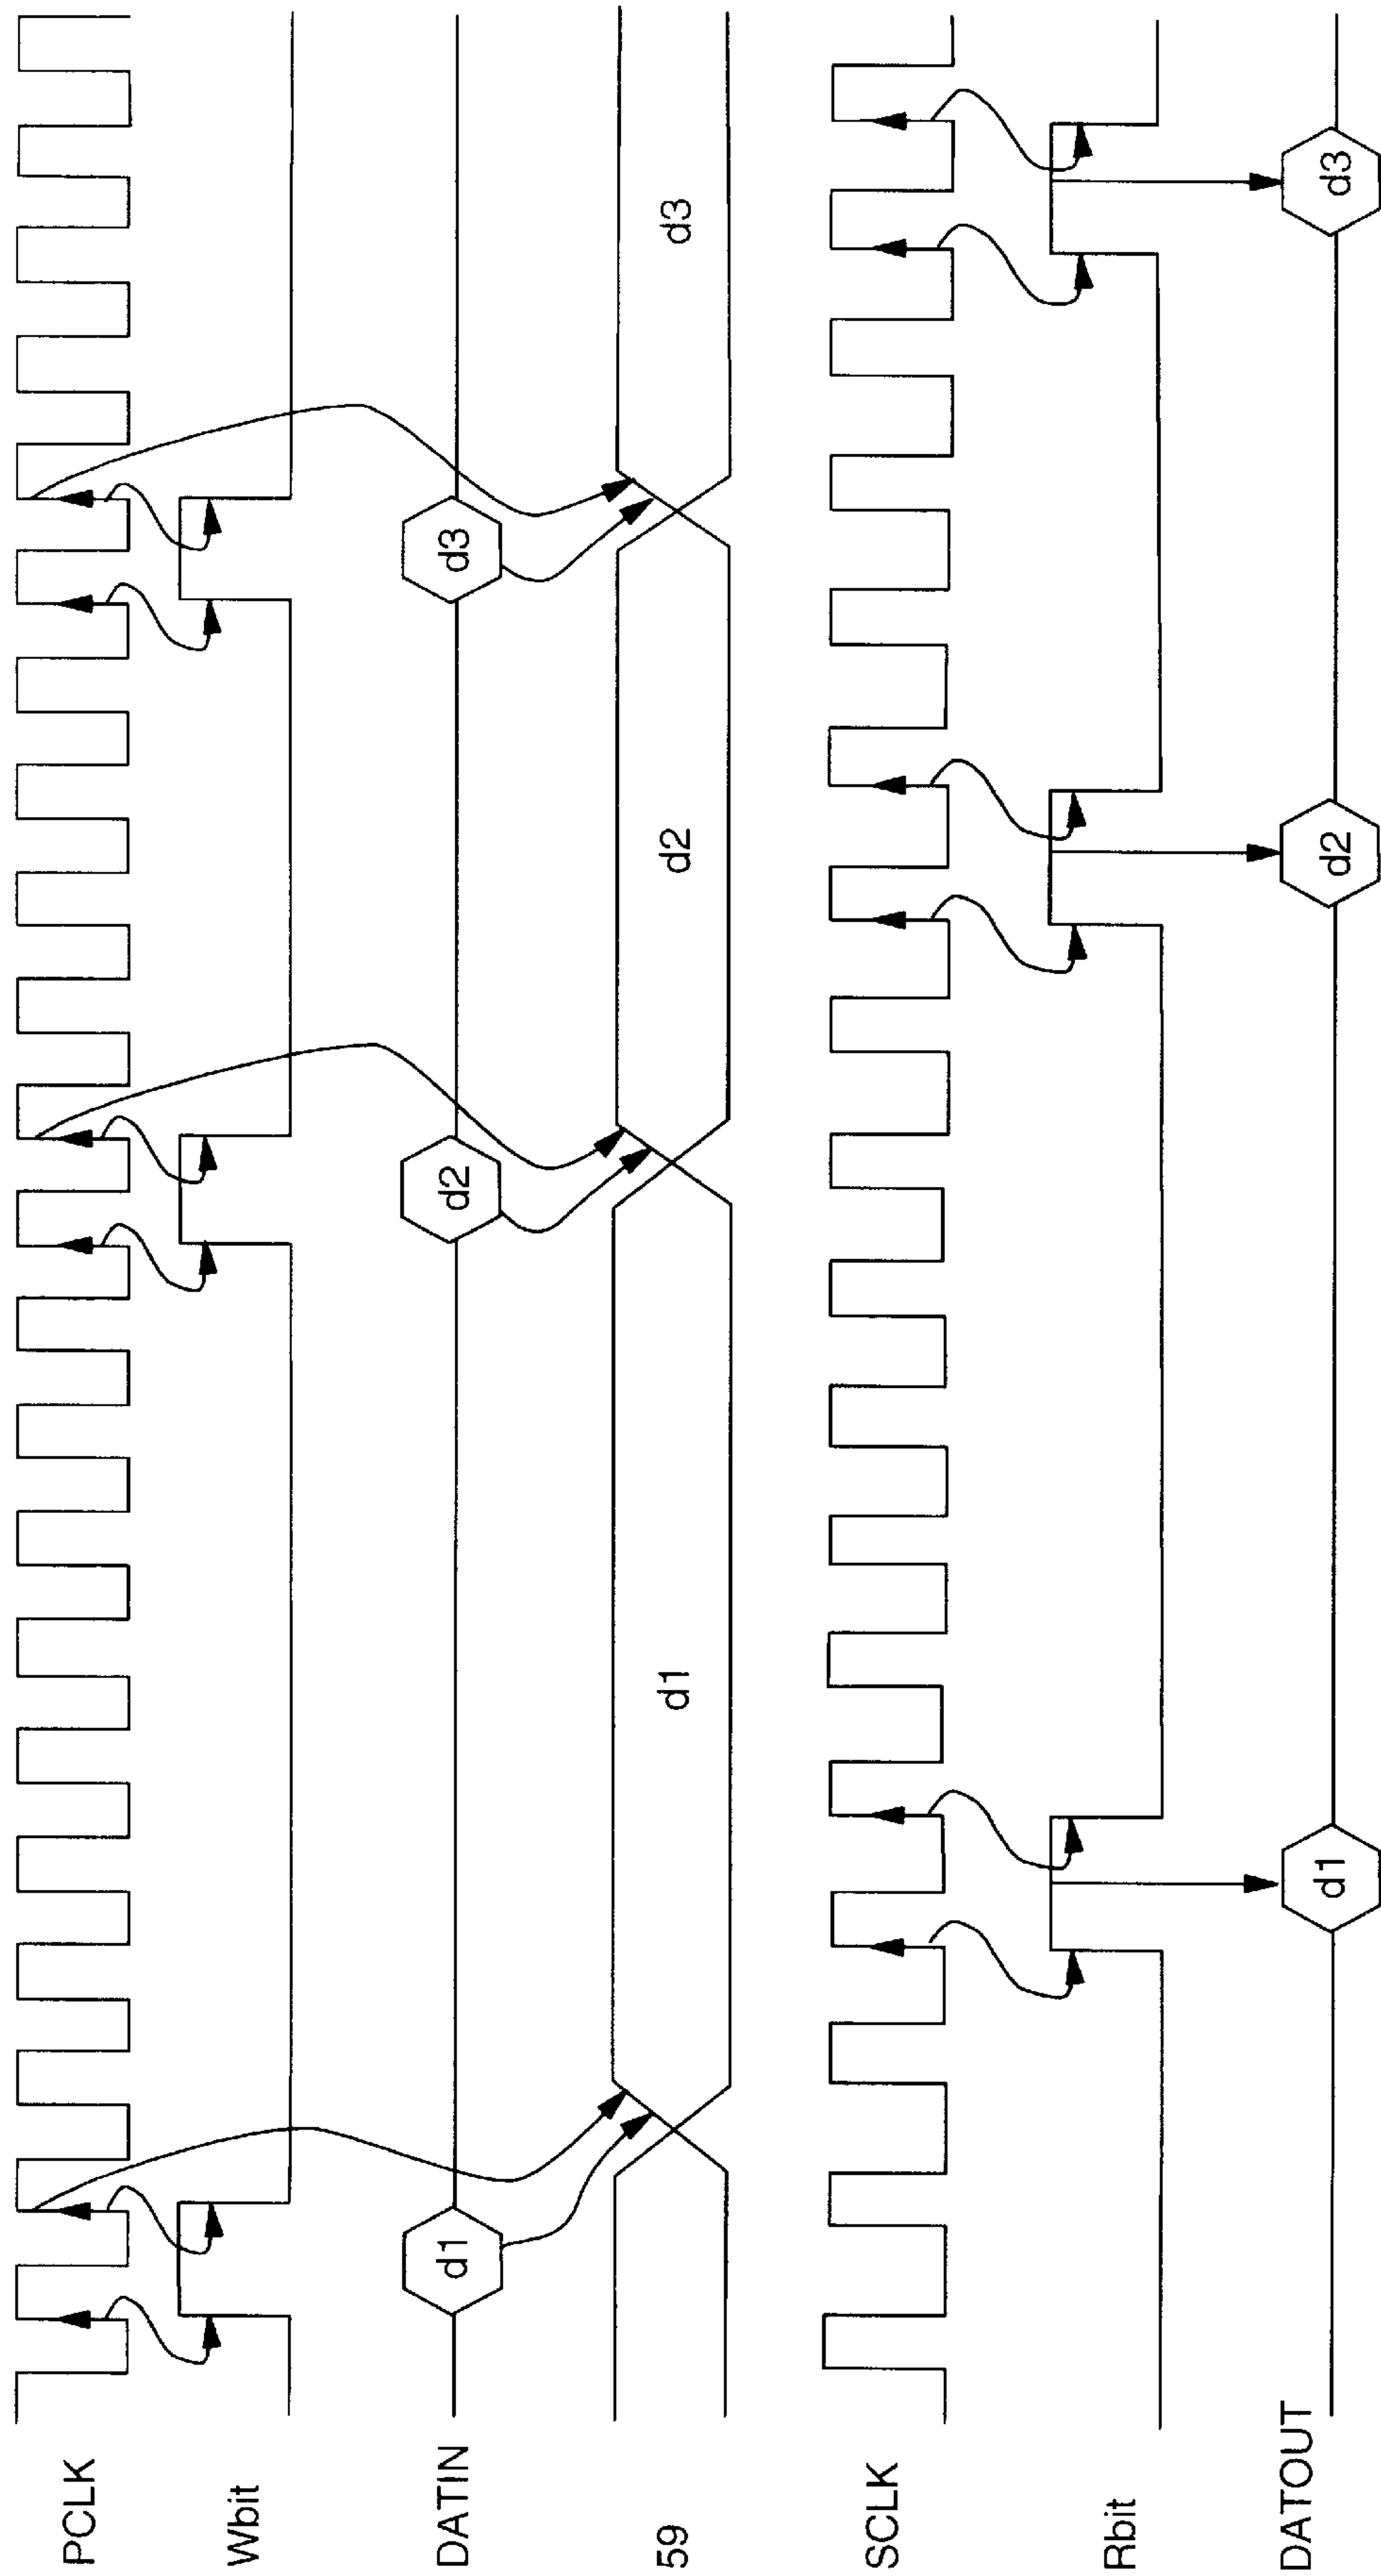 PCLK
Wbit
DATIN d1 d2 d3
59 d1 d2 d3
SCLK
Rbit
DATOUT d1 d2 d3